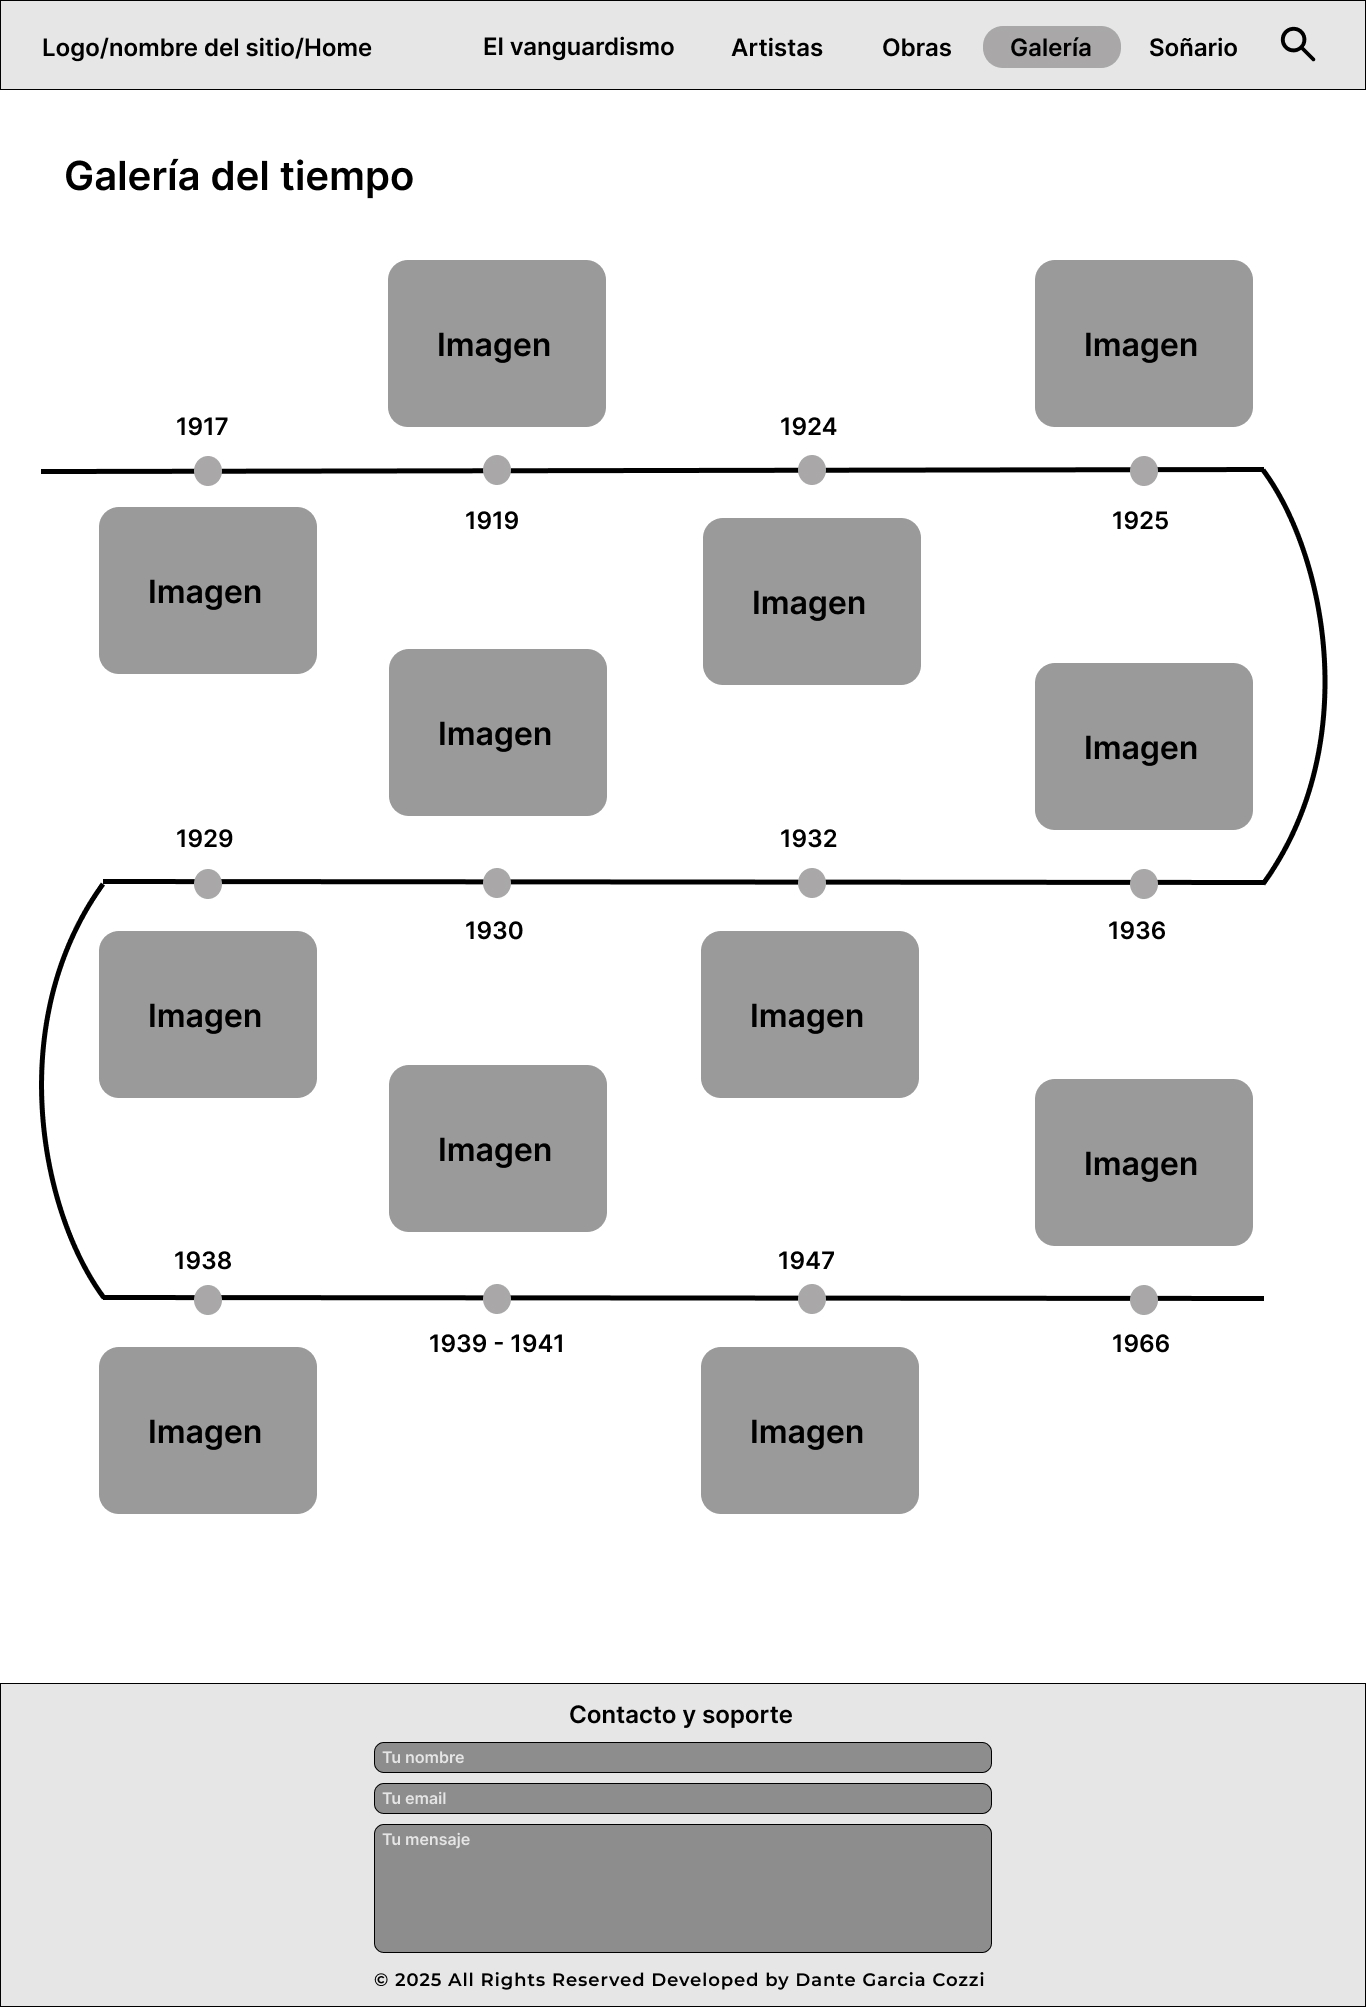 Logo/nombre del sitio/Home
El vanguardismo
Artistas
Obras
Galería
Soñario
Galería del tiempo
Imagen
Imagen
1917
1924
1919
1925
Imagen
Imagen
Imagen
Imagen
1929
1932
1930
1936
Imagen
Imagen
Imagen
Imagen
1938
1947
1939 - 1941
1966
Imagen
Imagen
Contacto y soporte
Tu nombre
Tu email
Tu mensaje
© 2025 All Rights Reserved Developed by Dante Garcia Cozzi